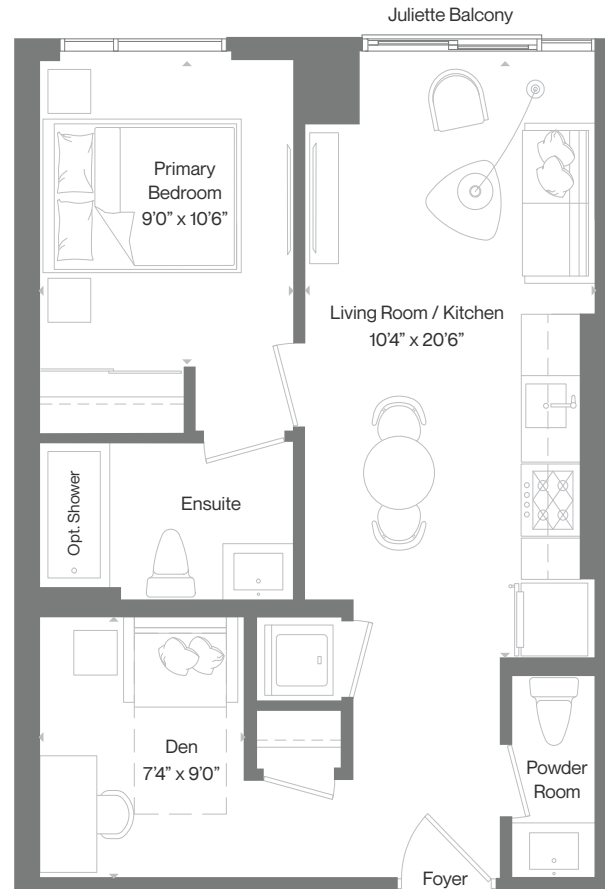 Juliette Balcony
Primary
Bedroom
9’0” x 10’6”
Living Room / Kitchen
10’4” x 20’6”
Opt. Shower
Ensuite
Den
7’4” x 9’0”
Powder
Room
Foyer